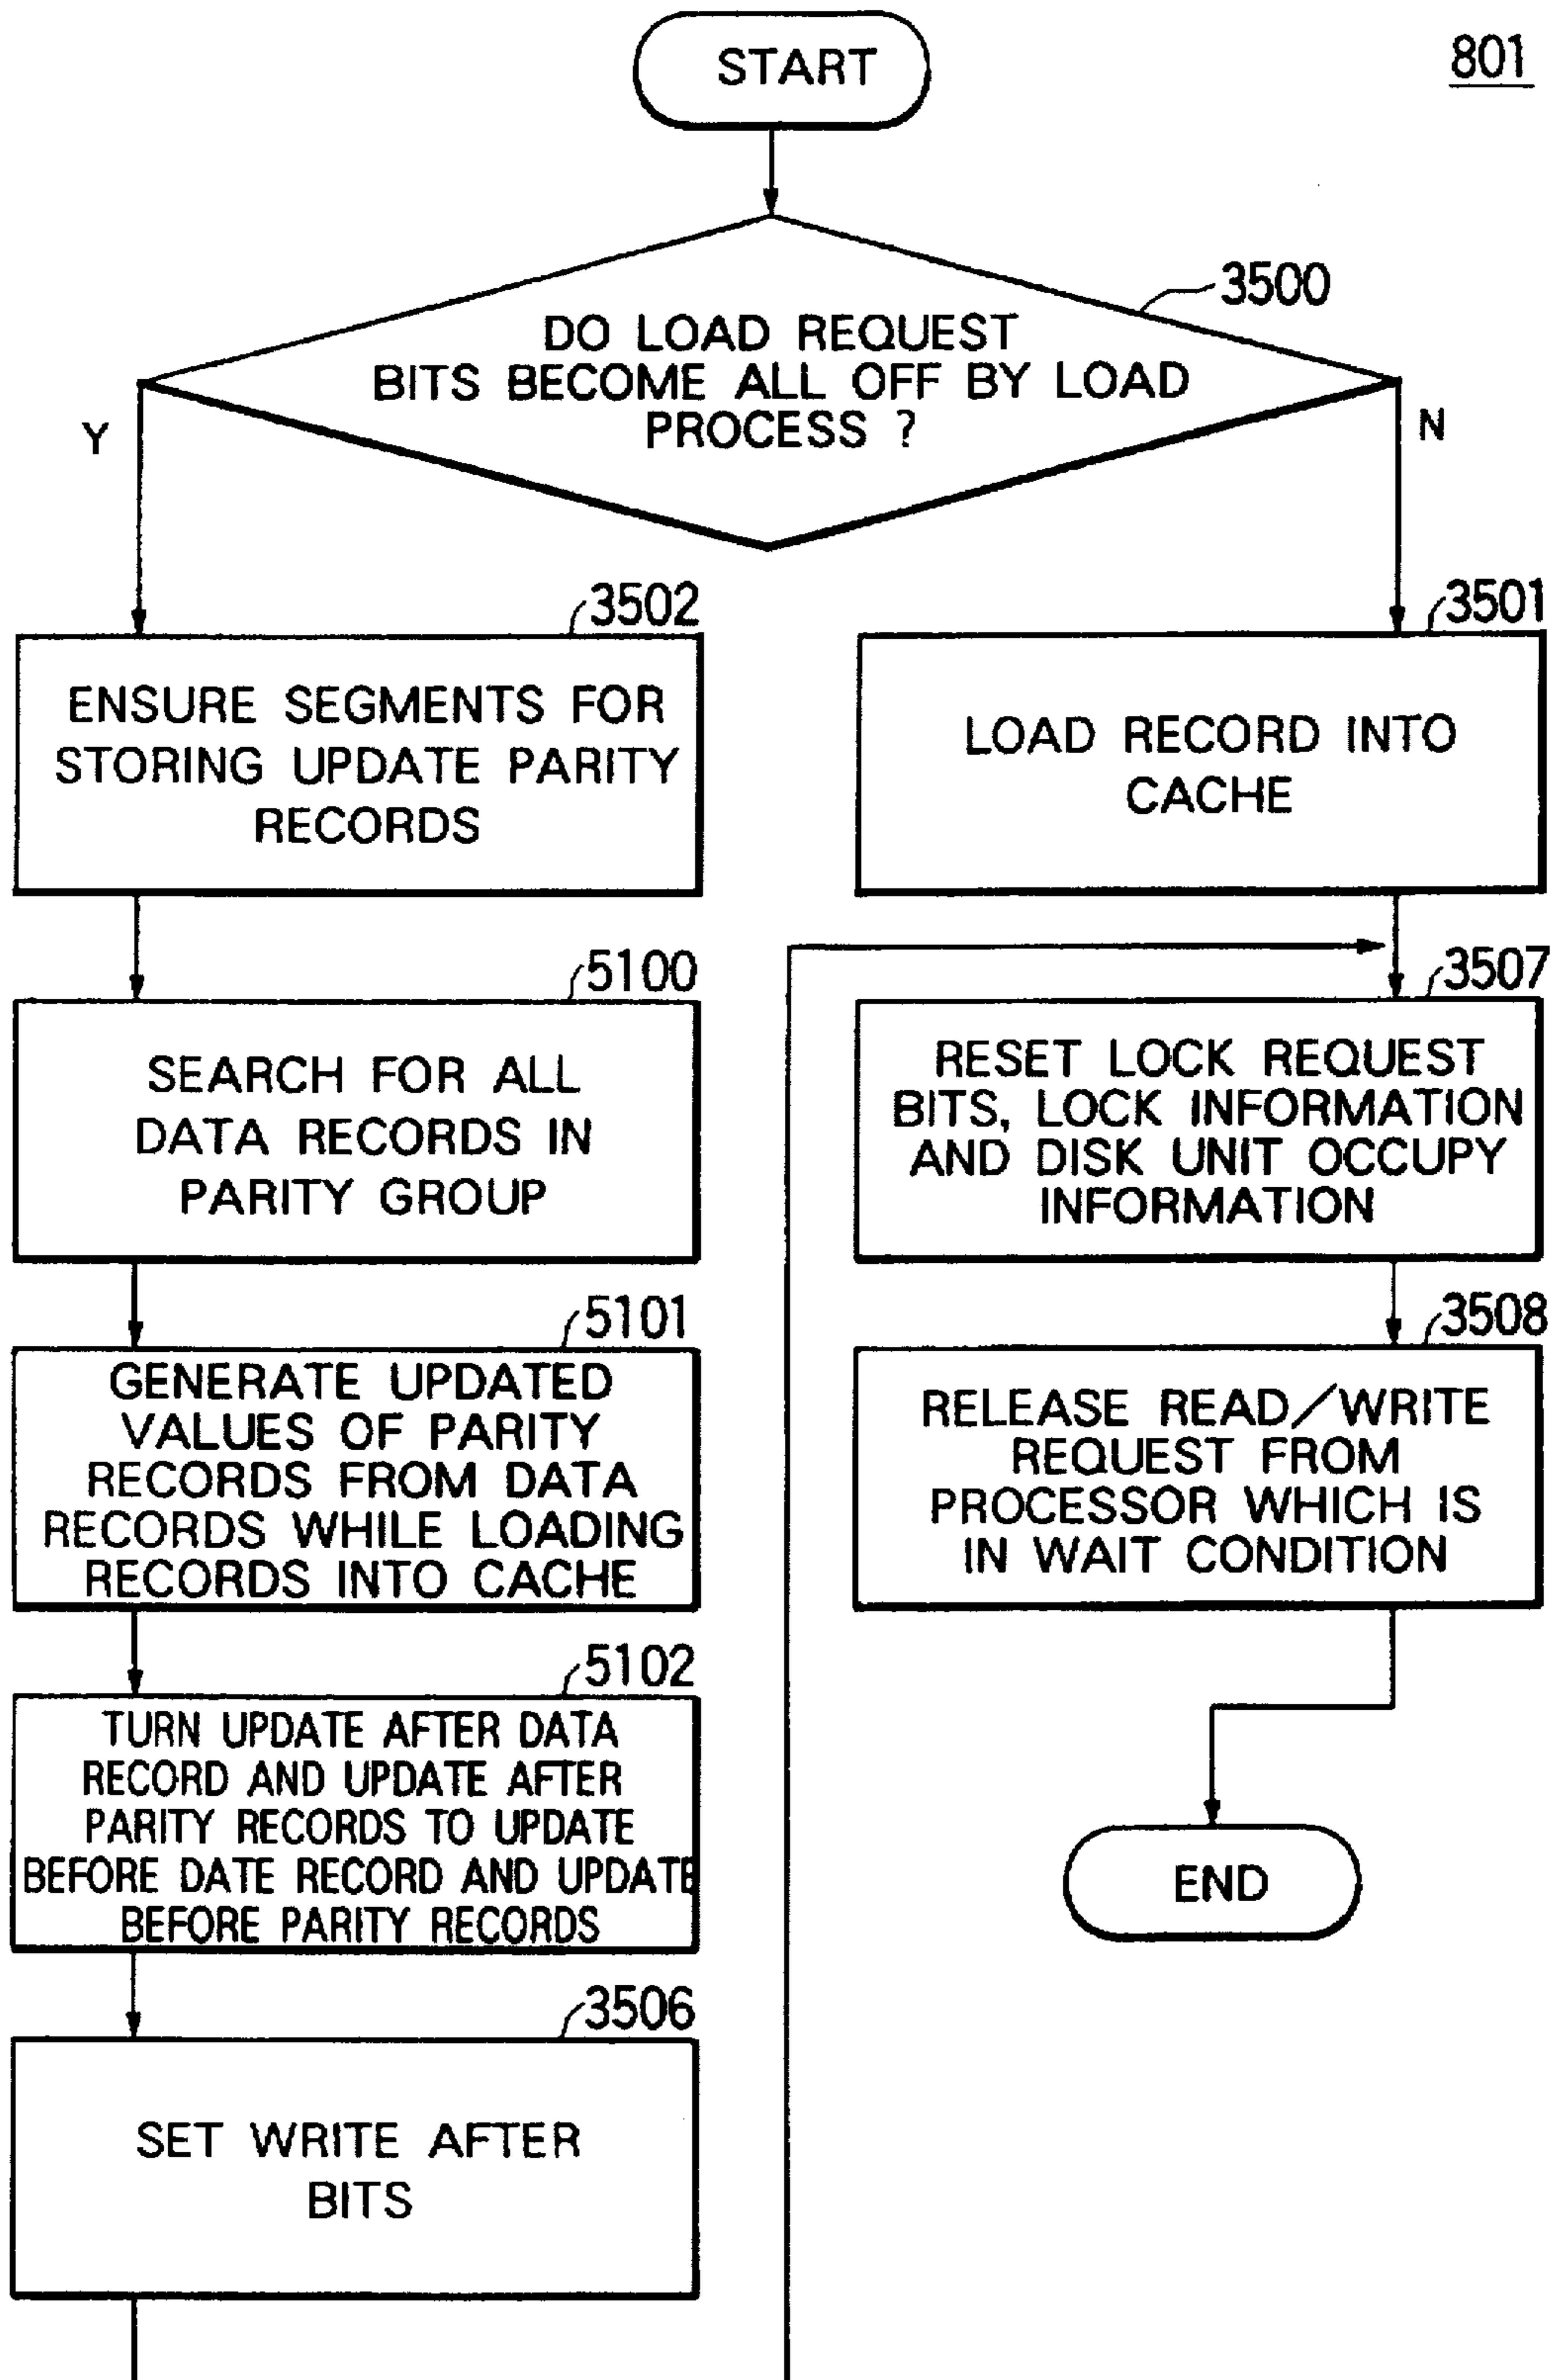 START
801
3500
DO LOAD REQUEST
BITS BECOME ALL OFF BY LOAD
PROCESS ?
Y
N
3502
ENSURE SEGMENTS FOR
STORING UPDATE PARITY
RECORDS
5100
SEARCH FOR ALL
DATA RECORDS IN
PARITY GROUP
5101
GENERATE UPDATED
VALUES OF PARITY
RECORDS FROM DATA
RECORDS WHILE LOADING
RECORDS INTO CACHE
5102
TURN UPDATE AFTER DATA
RECORD AND UPDATE AFTER
PARITY RECORDS TO UPDATE
BEFORE DATE RECORD AND UPDATE
BEFORE PARITY RECORDS
3506
SET WRITE AFTER
BITS
3501
LOAD RECORD INTO
CACHE
3507
RESET LOCK REQUEST
BITS, LOCK INFORMATION
AND DISK UNIT OCCUPY
INFORMATION
3508
RELEASE READ/WRITE
REQUEST FROM
PROCESSOR WHICH IS
IN WAIT CONDITION
END